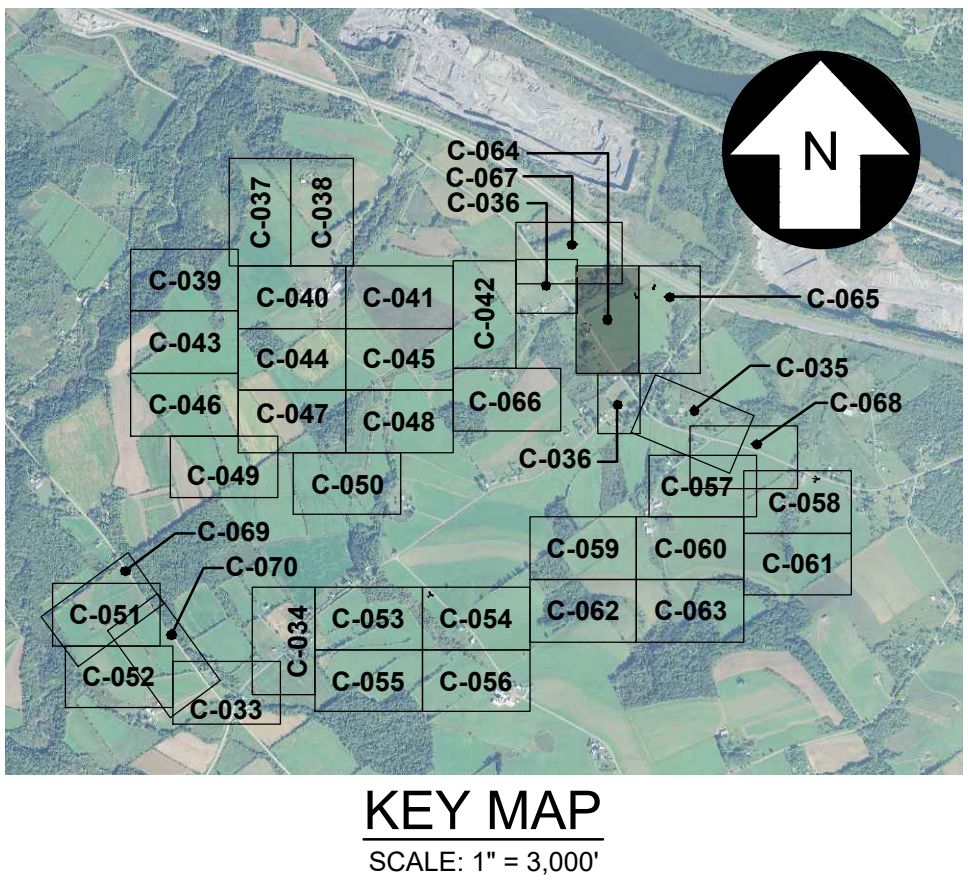 C-064
N
C-067
C-036
C-037
C-038
C-039
C-040
C-041
C-042
C-065
C-043
C-044
C-045
C-035
C-046
C-047
C-048
C-066
C-068
C-036
C-049
C-050
C-057
C-058
C-069
C-059
C-060
C-061
C-070
C-051
C-034
C-053
C-054
C-062
C-063
C-052
C-055
C-056
C-033
KEY MAP
SCALE: 1" = 3,000'